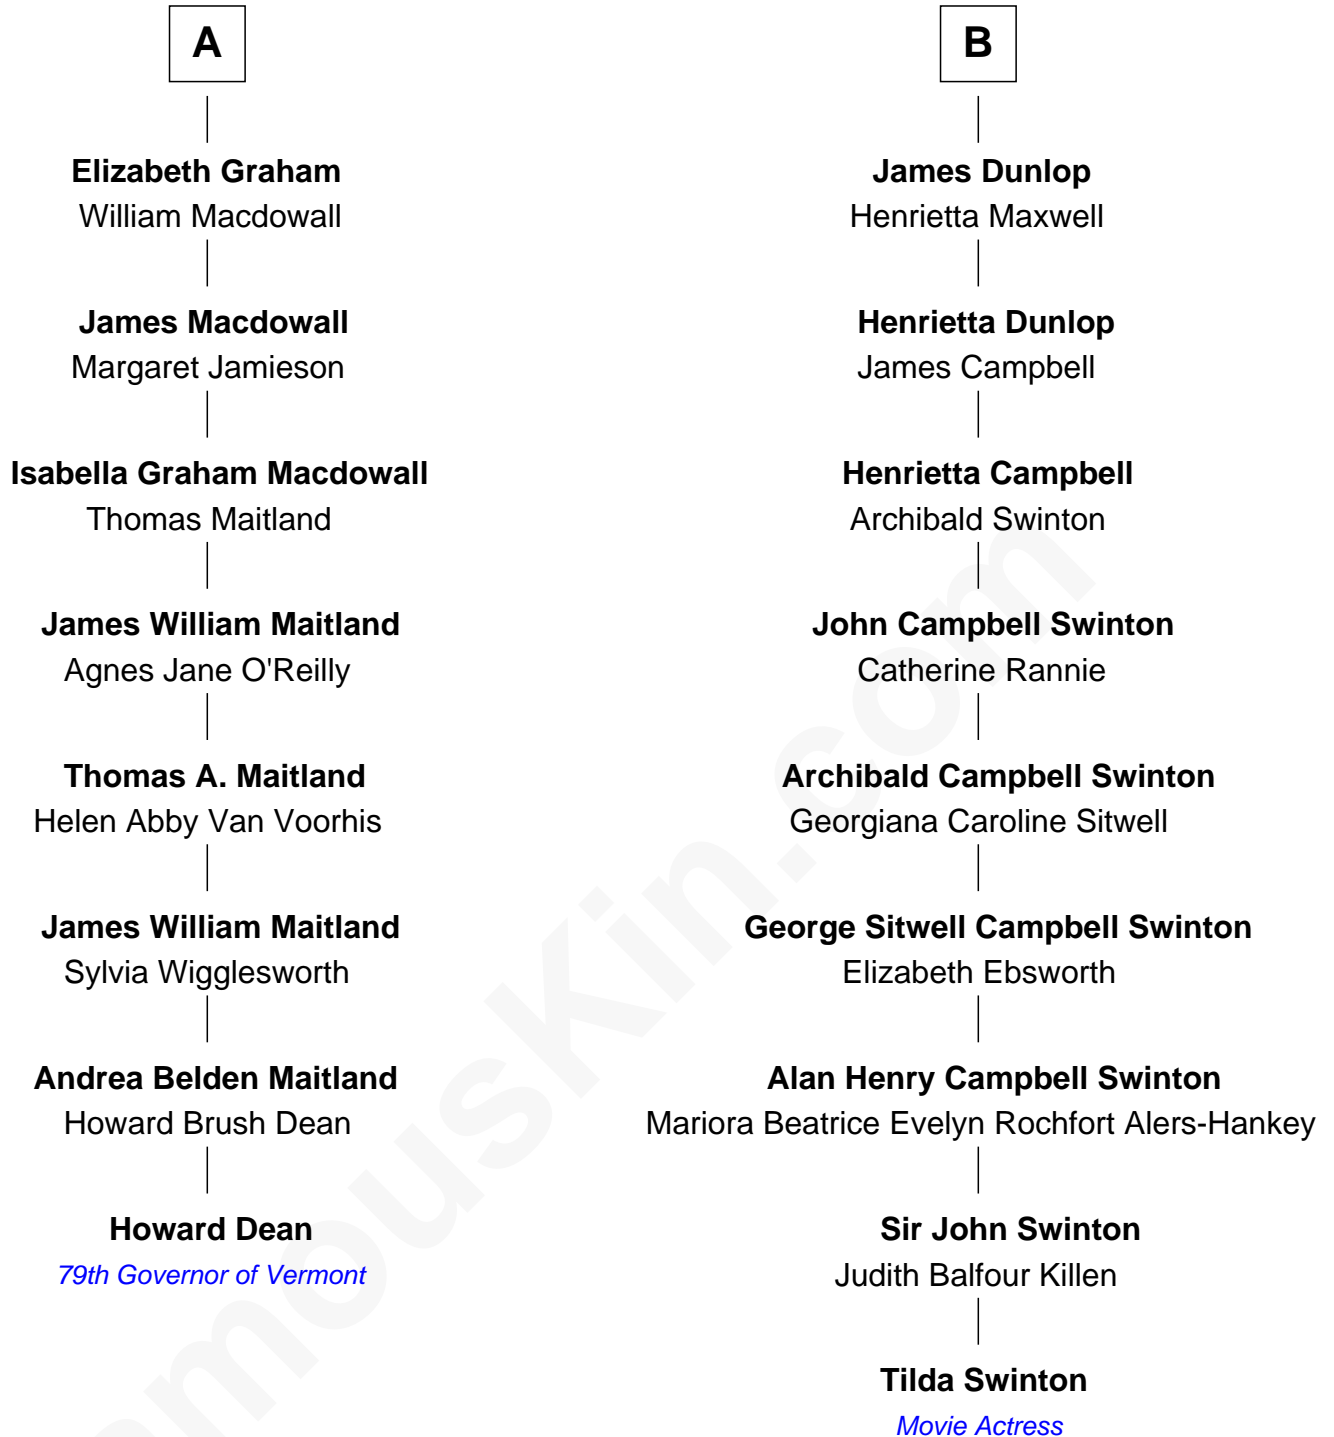 A
Elizabeth Graham
William Macdowall
James Macdowall
Margaret Jamieson
Isabella Graham Macdowall
Thomas Maitland
James William Maitland
Agnes Jane O'Reilly
Thomas A. Maitland
Helen Abby Van Voorhis
James William Maitland
Sylvia Wigglesworth
Andrea Belden Maitland
Howard Brush Dean
Howard Dean
79th Governor of Vermont
B
James Dunlop
Henrietta Maxwell
Henrietta Dunlop
James Campbell
Henrietta Campbell
Archibald Swinton
John Campbell Swinton
Catherine Rannie
Archibald Campbell Swinton
Georgiana Caroline Sitwell
George Sitwell Campbell Swinton
Elizabeth Ebsworth
Alan Henry Campbell Swinton
Mariora Beatrice Evelyn Rochfort Alers-Hankey
Sir John Swinton
Judith Balfour Killen
Tilda Swinton
Movie Actress
amousKin.com